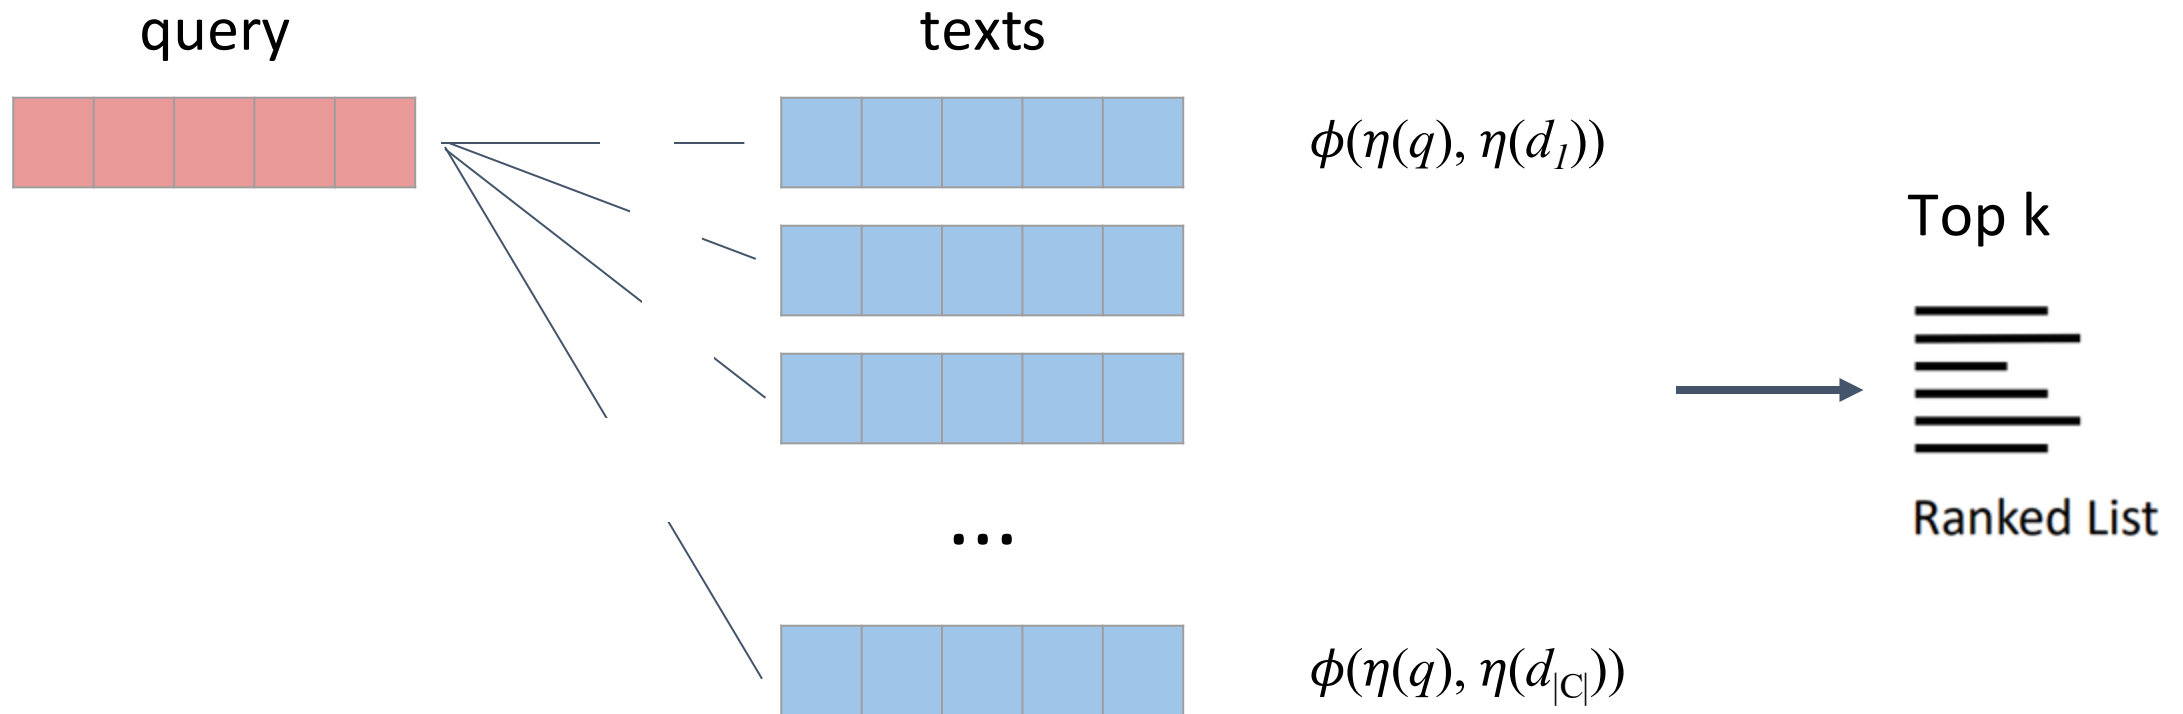 query
texts
ϕ(η(q), η(d₁))
Top k
...
Ranked List
ϕ(η(q), η(d|C|))